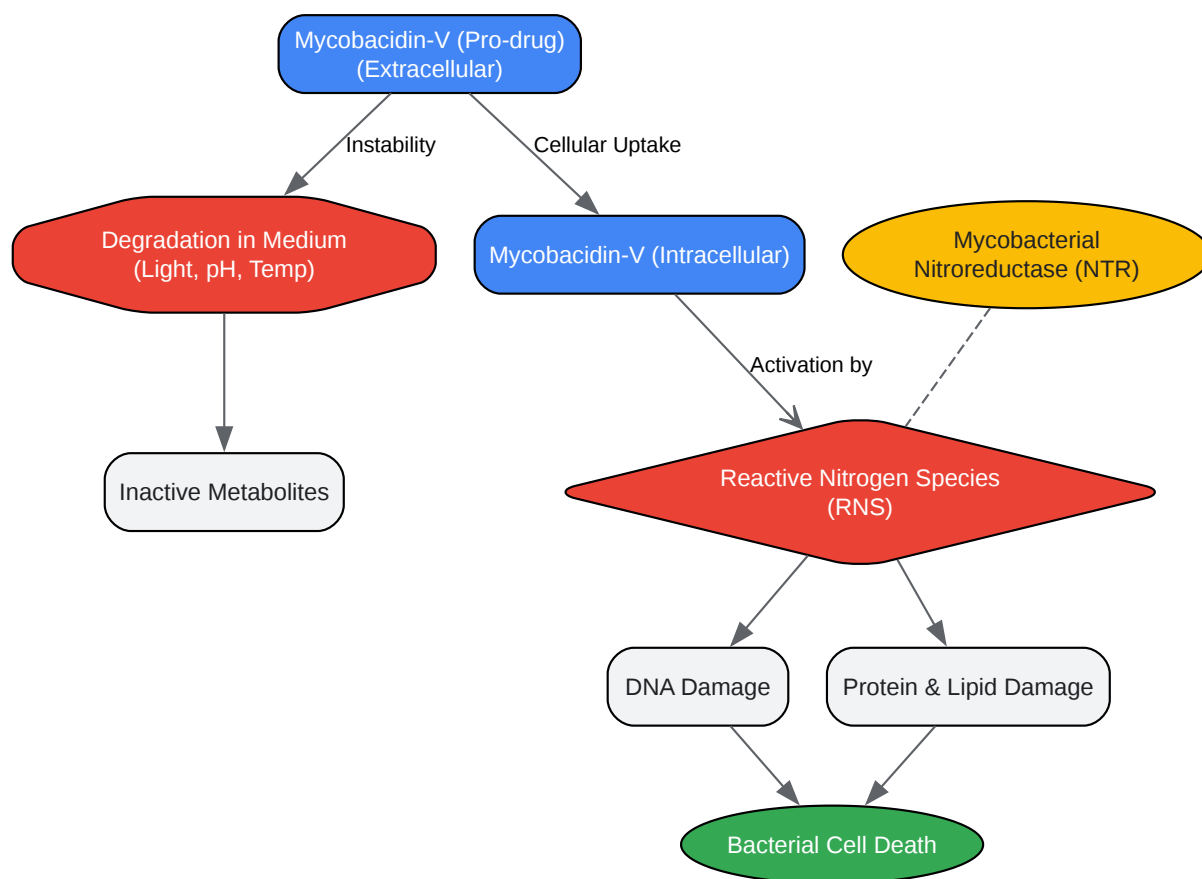 Mycobacidin-V (Pro-drug)
(Extracellular)
Instability
Cellular Uptake
Degradation in Medium
(Light, pH, Temp)
Mycobacidin-V (Intracellular)
Mycobacterial
Nitroreductase (NTR)
Activation by
Inactive Metabolites
Reactive Nitrogen Species
(RNS)
DNA Damage
Protein & Lipid Damage
Bacterial Cell Death